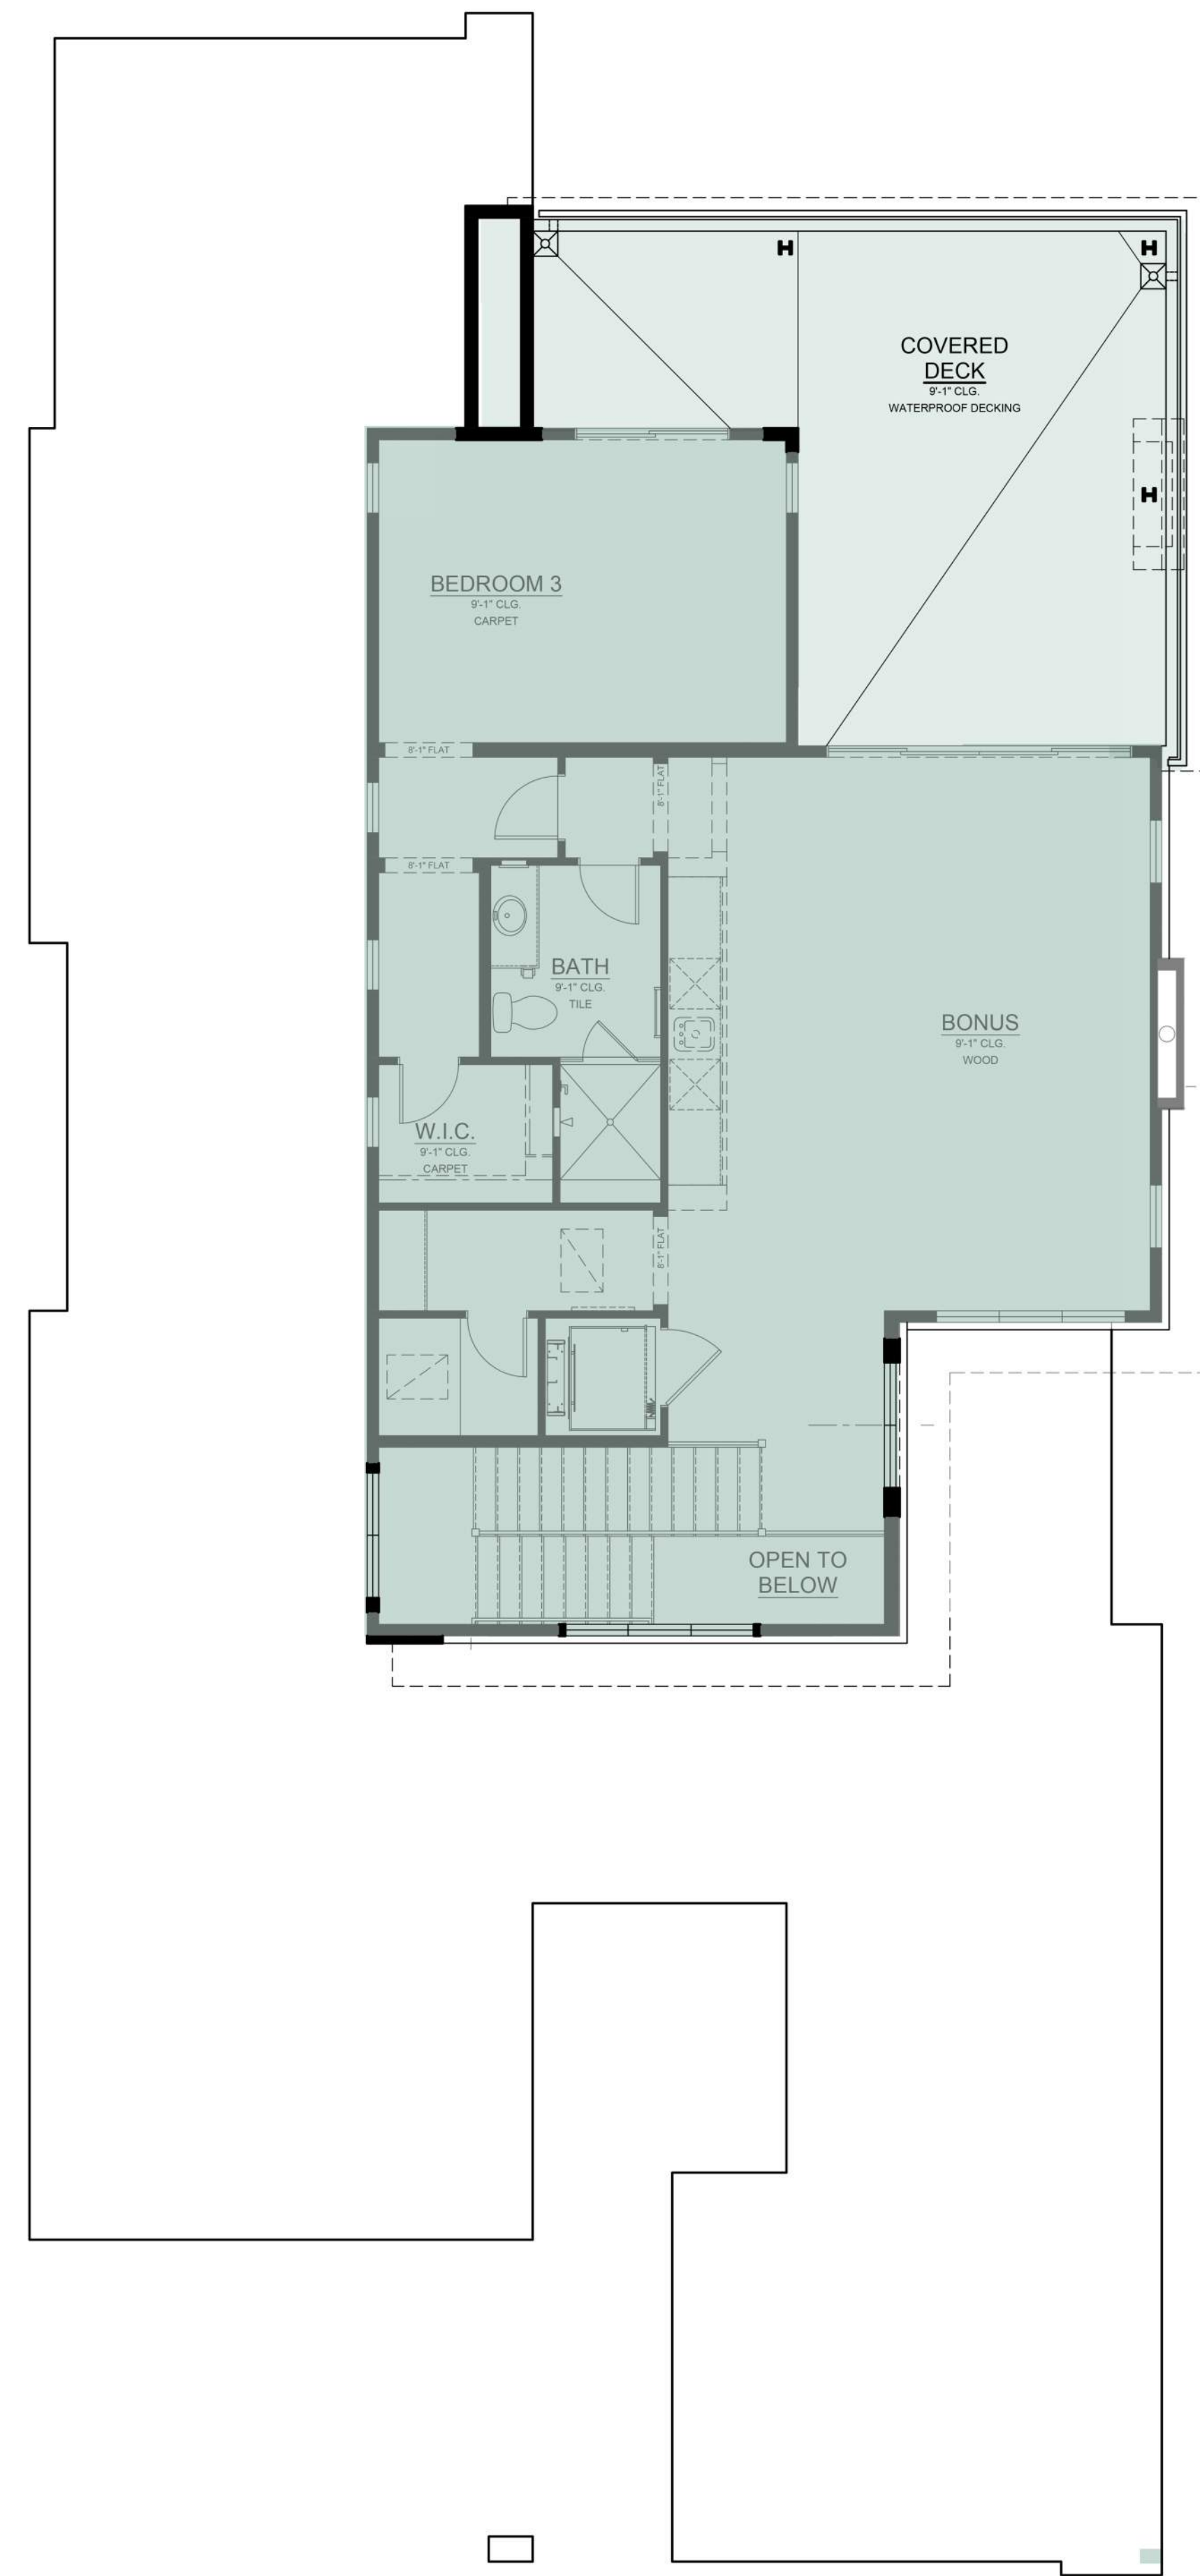 H
H
COVERED
DECK
9'-1" CLG.
WATERPROOF DECKING
H
BEDROOM 3
9'-1" CLG.
CARPET
8'-1" FLAT
8'-1" FLAT
8'-1" FLAT
BATH
9'-1" CLG.
TILE
BONUS
9'-1" CLG.
WOOD
W.I.C.
9'-1" CLG.
CARPET
8'-1" FLAT
OPEN TO
BELOW